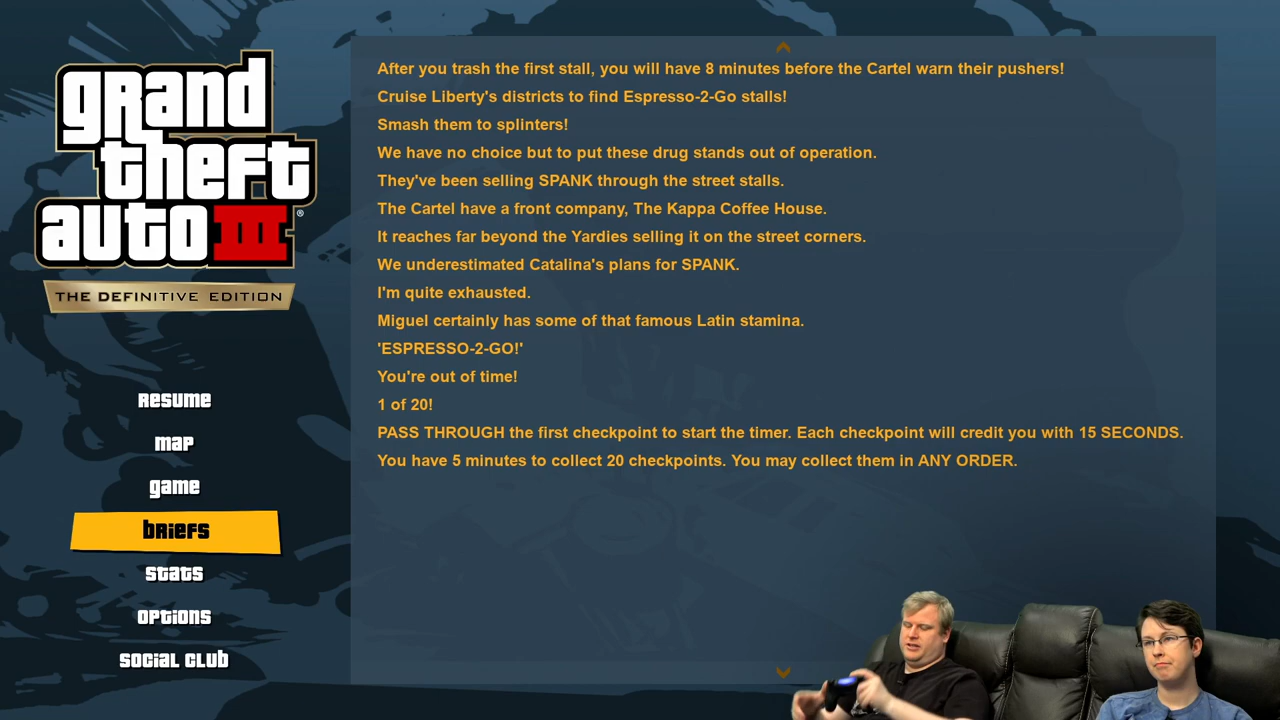 grand
theft
auto III
THE DEFINITIVE EDITION
RESUME
map
game
BRIEFS
stats
options
social club
After you trash the first stall, you will have 8 minutes before the Cartel warn their pushers!
Cruise Liberty's districts to find Espresso-2-Go stalls!
Smash them to splinters!
We have no choice but to put these drug stands out of operation.
They've been selling SPANK through the street stalls.
The Cartel have a front company, The Kappa Coffee House.
It reaches far beyond the Yardies selling it on the street corners.
We underestimated Catalina's plans for SPANK.
I'm quite exhausted.
Miguel certainly has some of that famous Latin stamina.
'ESPRESSO-2-GO!'
You're out of time!
1 of 20!
PASS THROUGH the first checkpoint to start the timer. Each checkpoint will credit you with 15 SECONDS.
You have 5 minutes to collect 20 checkpoints. You may collect them in ANY ORDER.